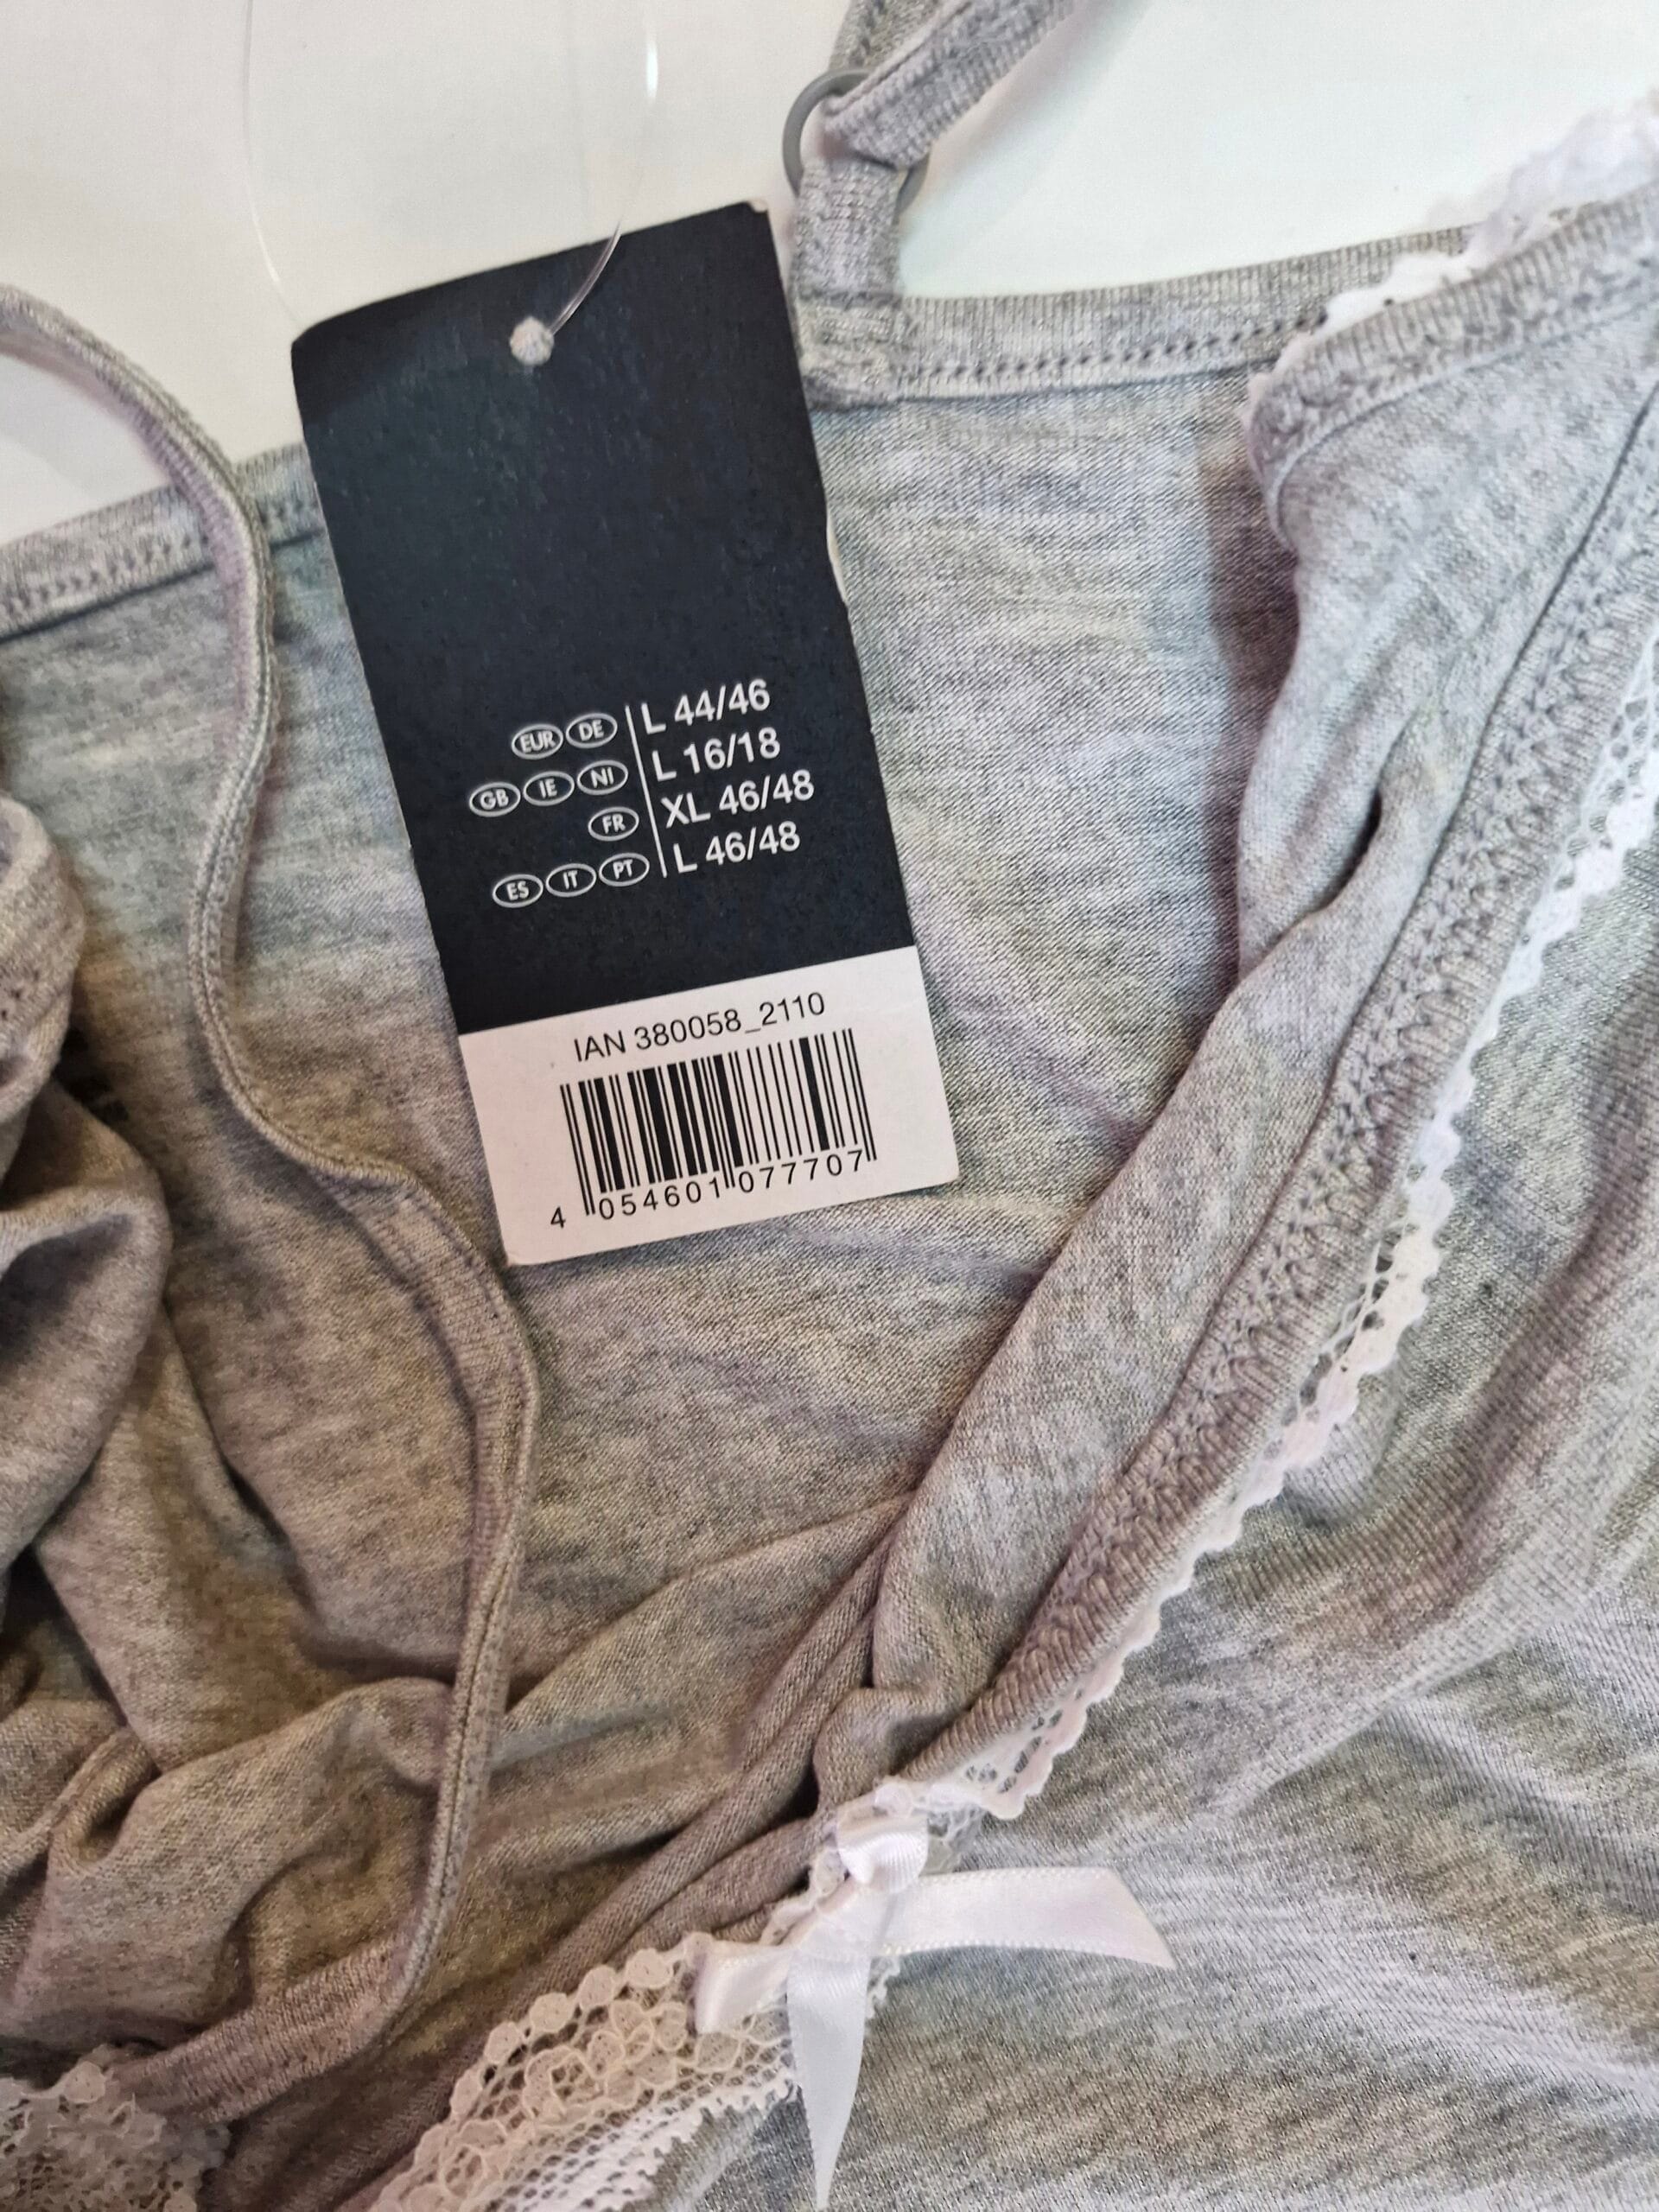 EUR DE L 44/46
GB IE NI L 16/18
FR XL 46/48
ES IT PT L 46/48
IAN 380058_2110
4 054601 077707